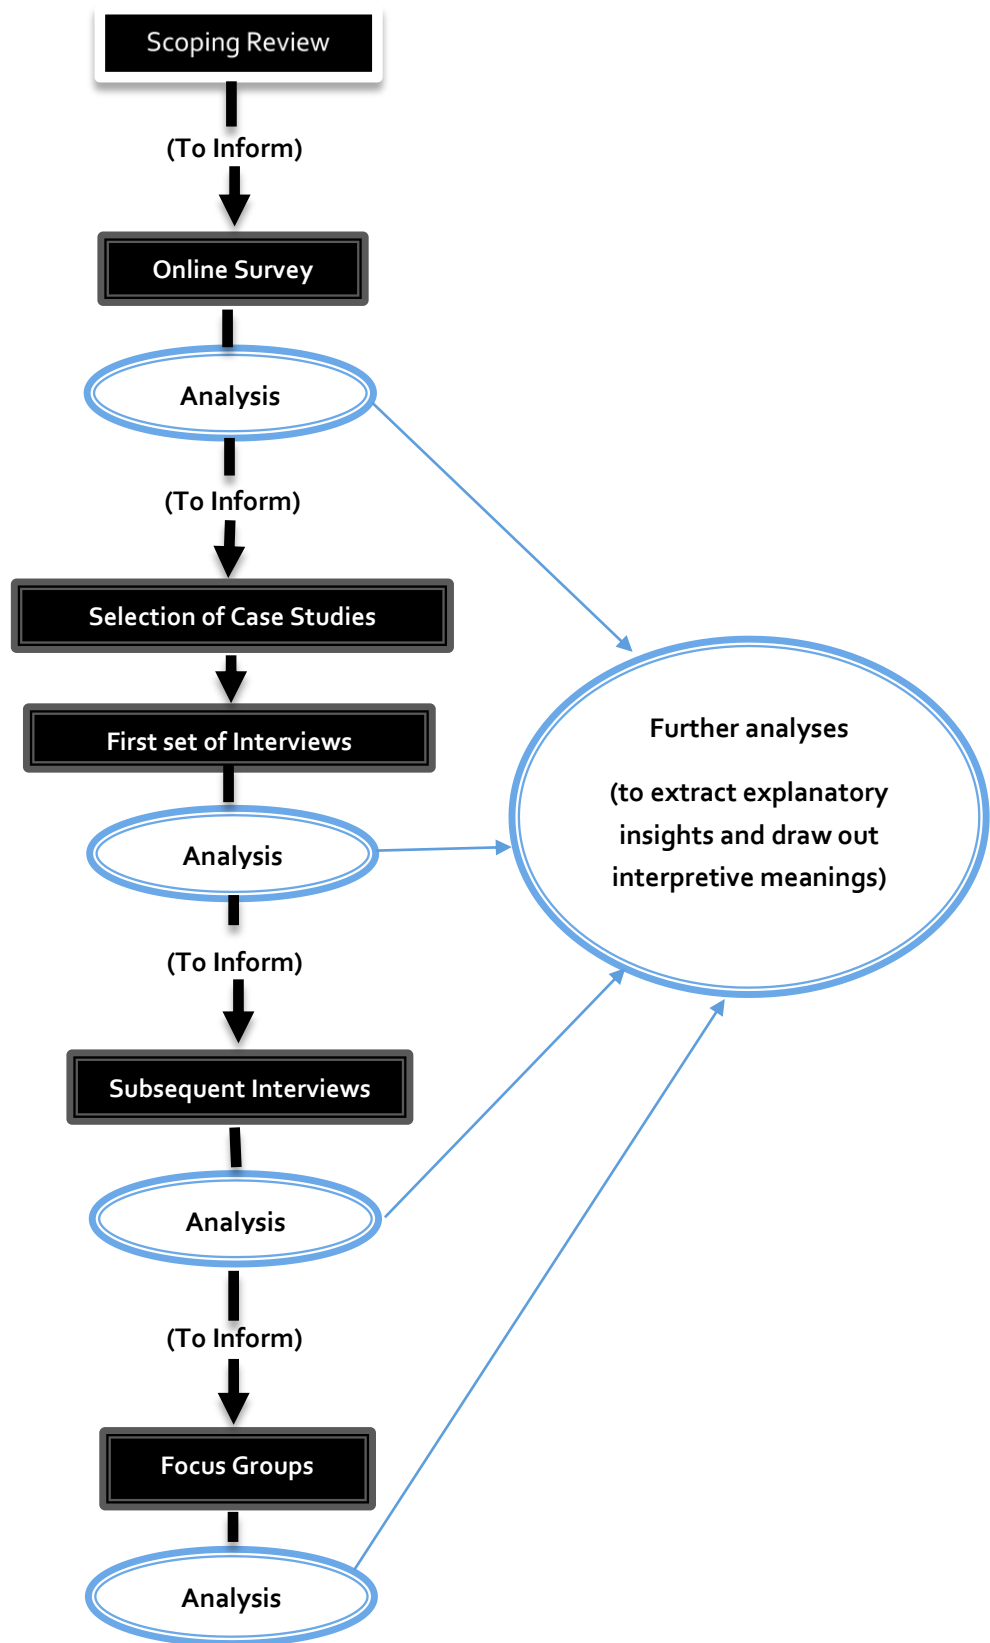 Scoping Review
(To Inform)
Online Survey
Analysis
(To Inform)
Selection of Case Studies
First set of Interviews
Analysis
(To Inform)
Subsequent Interviews
Analysis
(To Inform)
Focus Groups
Analysis
Further analyses
(to extract explanatory
insights and draw out
interpretive meanings)